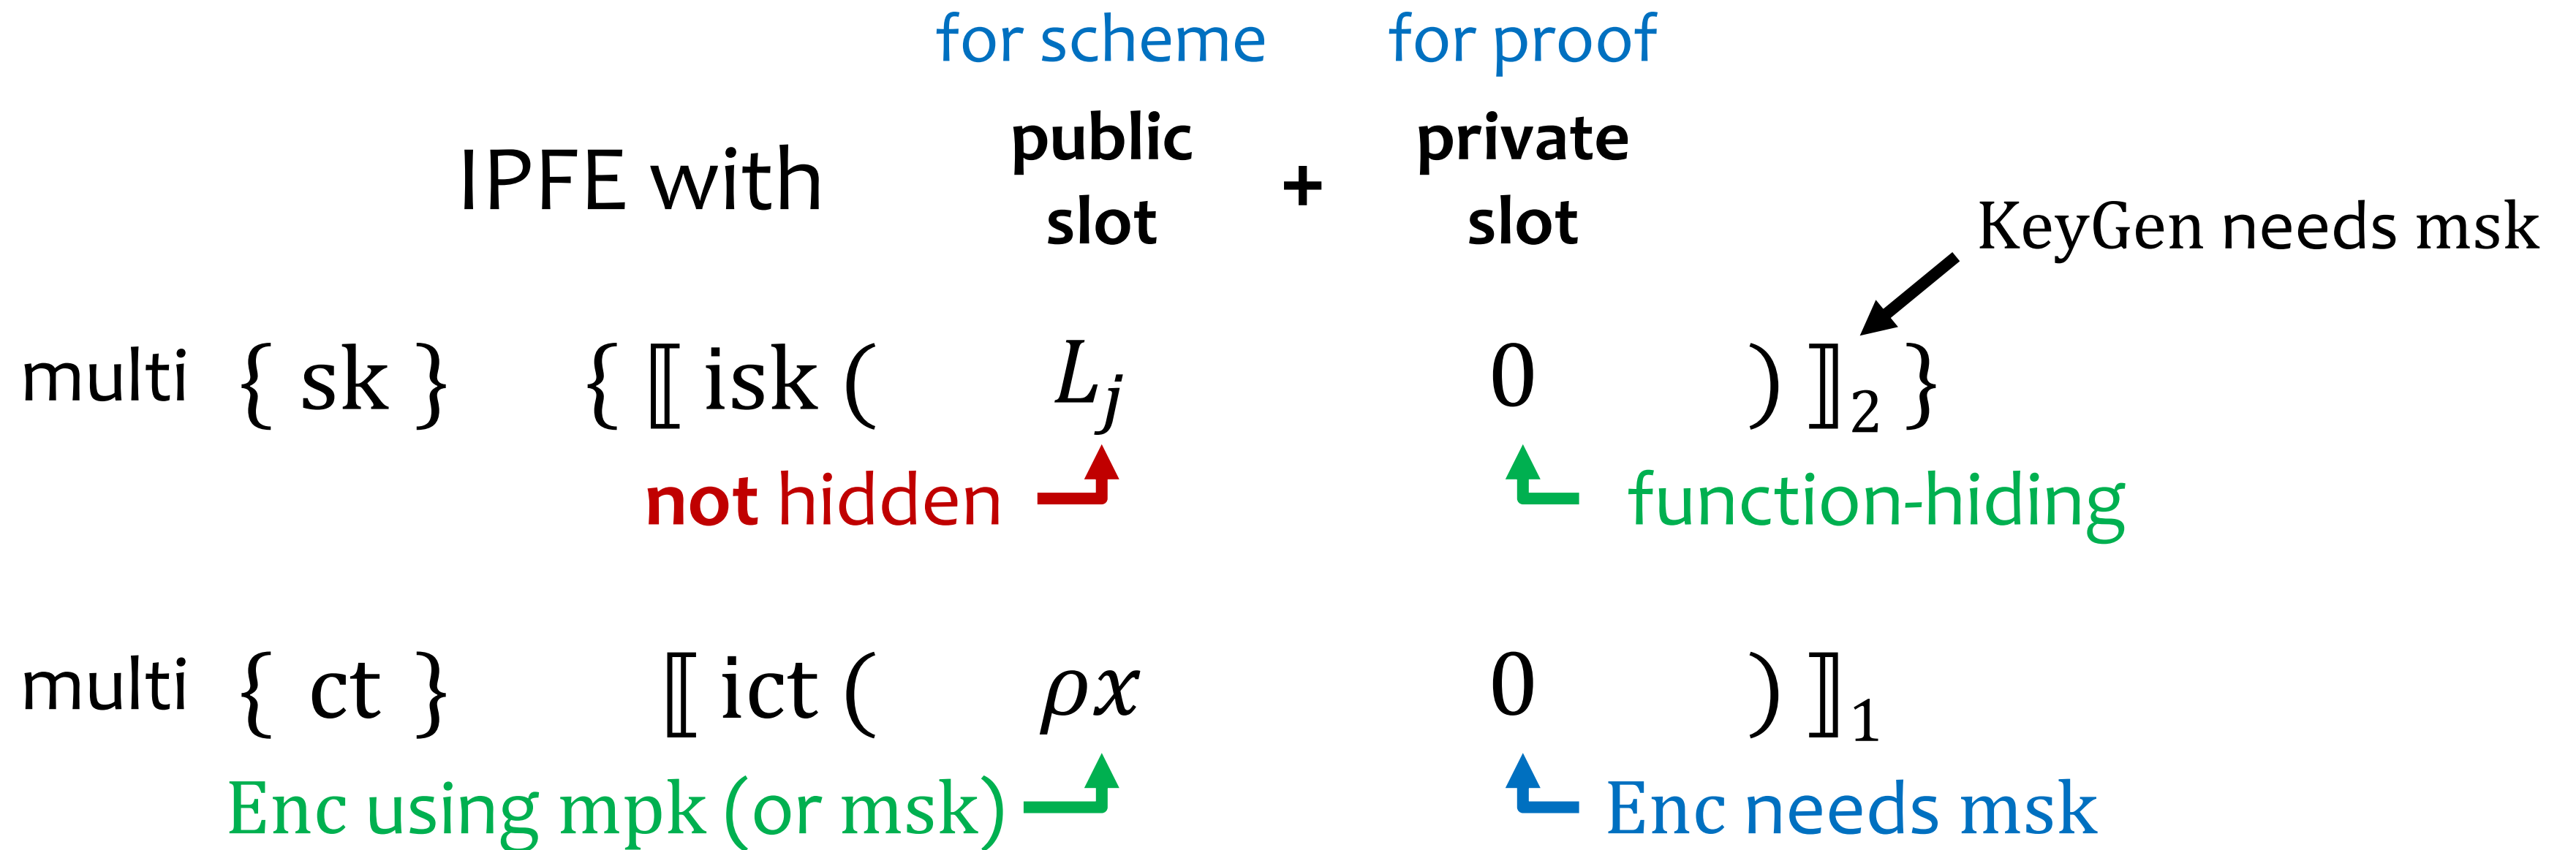 for scheme for proof
IPFE with public slot + private slot
KeyGen needs msk
multi { sk } { ⟦ isk ( L_j 0 ) ⟧_2 }
not hidden function-hiding
multi { ct } ⟦ ict ( ρx 0 ) ⟧_1
Enc using mpk (or msk) Enc needs msk